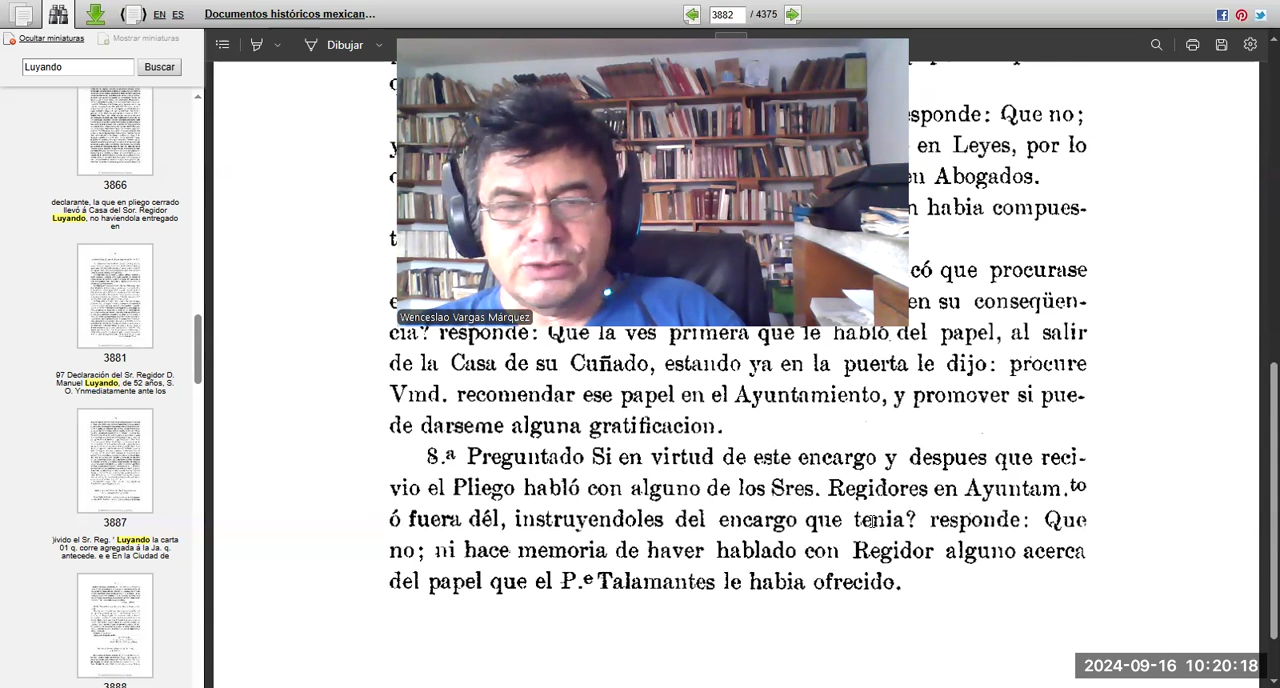 EN ES
Documentos históricos mexican...
3882 / 4375
Ocultar miniaturas
Mostrar miniaturas
Luyando
Buscar
Dibujar
3866
declarante, la que en pliego cerrado
llevó á Casa del Sor. Regidor
Luyando, no haviendola entregado
en
3881
97 Declaración del Sr. Regidor D.
Manuel Luyando, de 52 años, S.
O. Ynmediatamente ante los
3887
)ivido el Sr. Reg. ' Luyando la carta
01 q. corre agregada á la Ja. q.
antecede. e e En la Ciudad de
3888
sponde: Que no;
en Leyes, por lo
n Abogados.
n habia compues-
t
có que procurase
en su conseqüen-
cia? responde: Que la ves primera que le habló del papel, al salir
de la Casa de su Cuñado, estando ya en la puerta le dijo: procure
Vmd. recomendar ese papel en el Ayuntamiento, y promover si pue-
de darseme alguna gratificacion.
8.a Preguntado Si en virtud de este encargo y despues que reci-
vio el Pliego habló con alguno de los Sres. Regidores en Ayuntam.to
ó fuera dél, instruyendoles del encargo que tenia? responde: Que
no; ni hace memoria de haver hablado con Regidor alguno acerca
del papel que el P.e Talamantes le habia ofrecido.
Wenceslao Vargas Márquez
2024-09-16 10:20:18